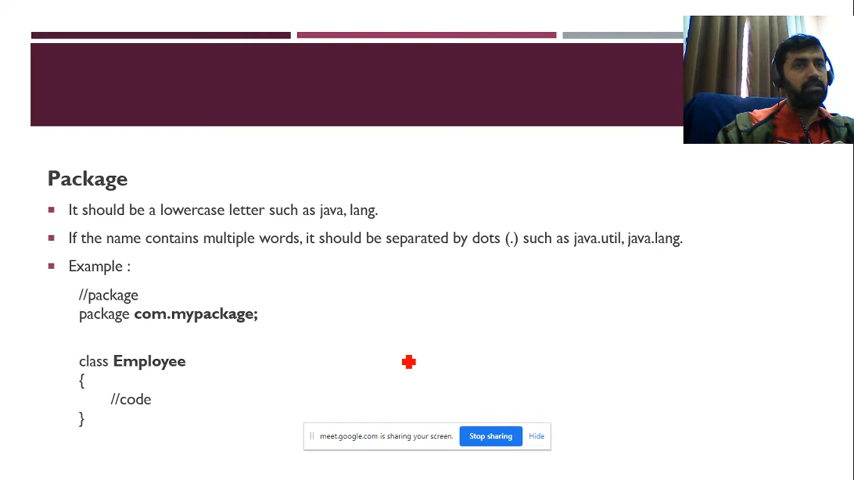 Package
It should be a lowercase letter such as java, lang.
If the name contains multiple words, it should be separated by dots (.) such as java.util, java.lang.
Example :
//package
package com.mypackage;
class Employee
{
//code
}
meet.google.com is sharing your screen.
Stop sharing
Hide